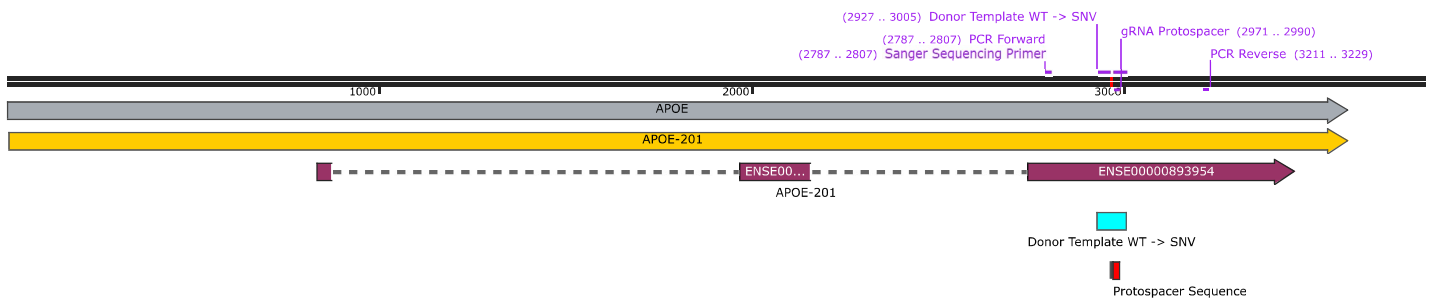 (2927 .. 3005) Donor Template WT -> SNV
gRNA Protospacer (2971 .. 2990)
(2787 .. 2807) PCR Forward
(2787 .. 2807) Sanger Sequencing Primer
PCR Reverse (3211 .. 3229)
1000 2000 3000
APOE
APOE-201
ENSE00... ENSE00000893954
APOE-201
Donor Template WT -> SNV
Protospacer Sequence